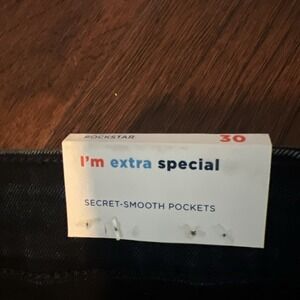 ROCKSTAR 30
I'm extra special
SECRET-SMOOTH POCKETS